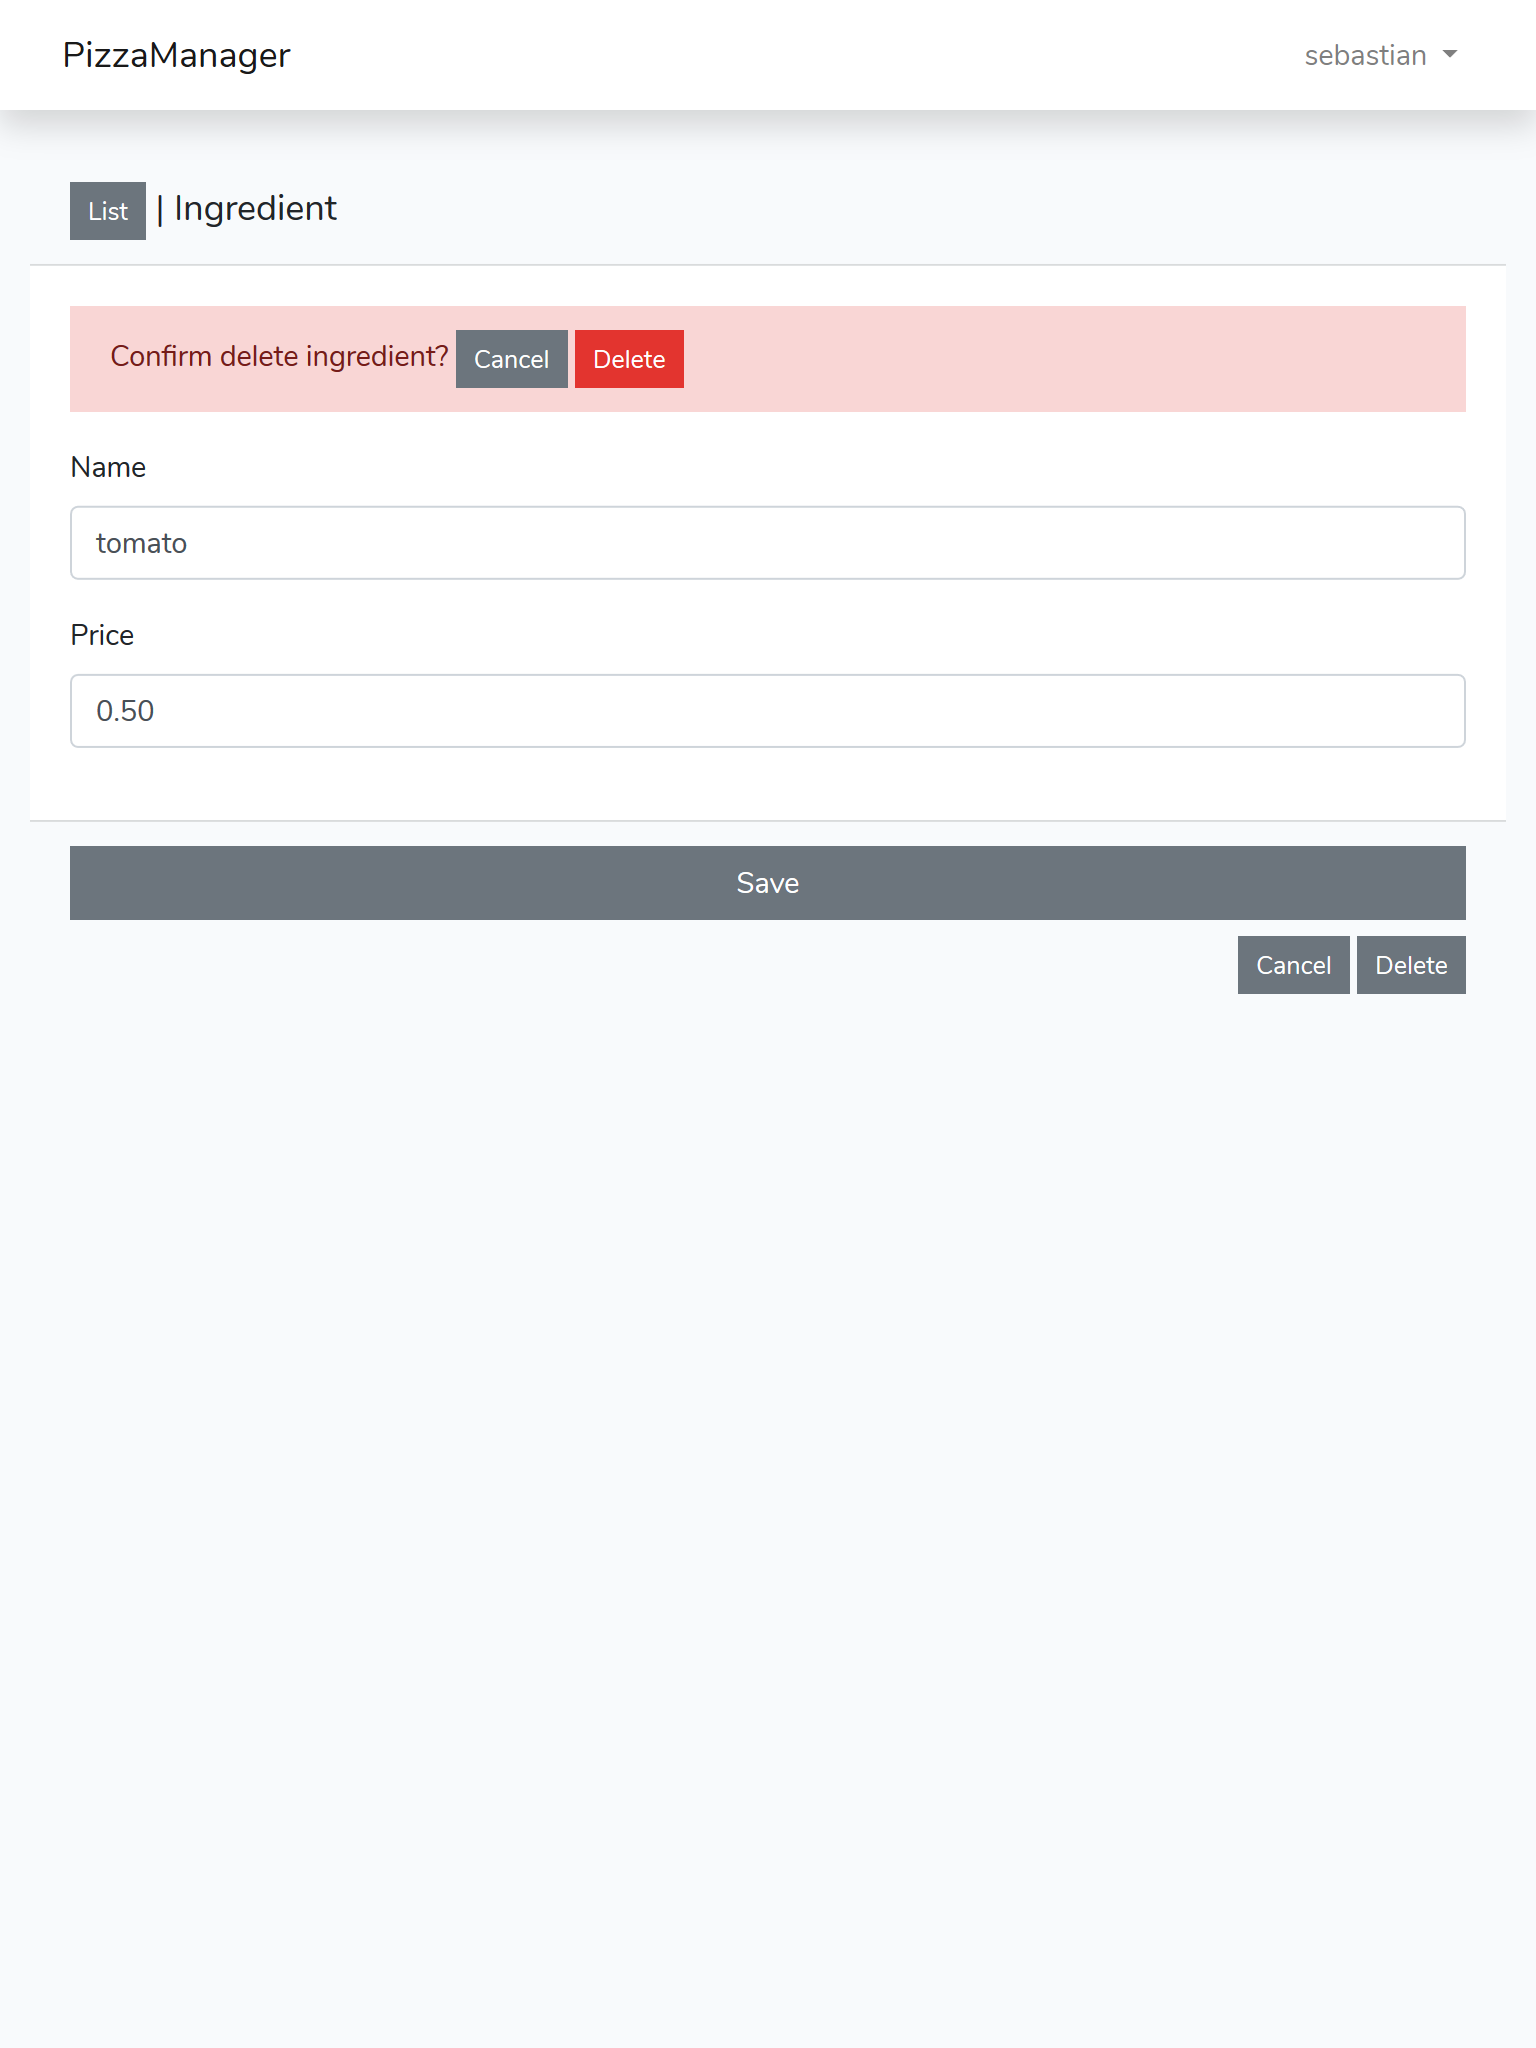 PizzaManager sebastian
List | Ingredient
Confirm delete ingredient? Cancel Delete
Name
tomato
Price
0.50
Save
Cancel Delete